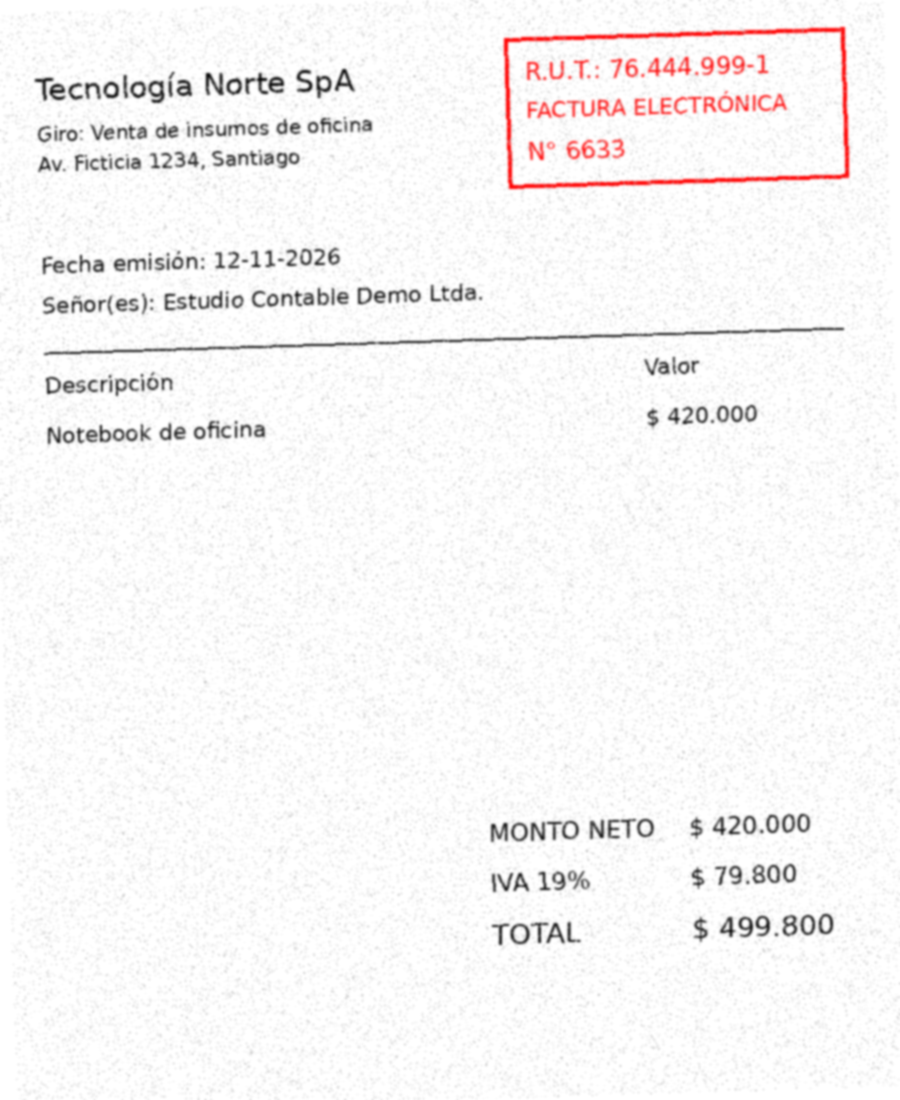 Tecnología Norte SpA
Giro: Venta de insumos de oficina
Av. Ficticia 1234, Santiago
R.U.T.: 76.444.999-1
FACTURA ELECTRÓNICA
N° 6633
Fecha emisión: 12-11-2026
Señor(es): Estudio Contable Demo Ltda.
Descripción Valor
Notebook de oficina $ 420.000
MONTO NETO $ 420.000
IVA 19% $ 79.800
TOTAL $ 499.800